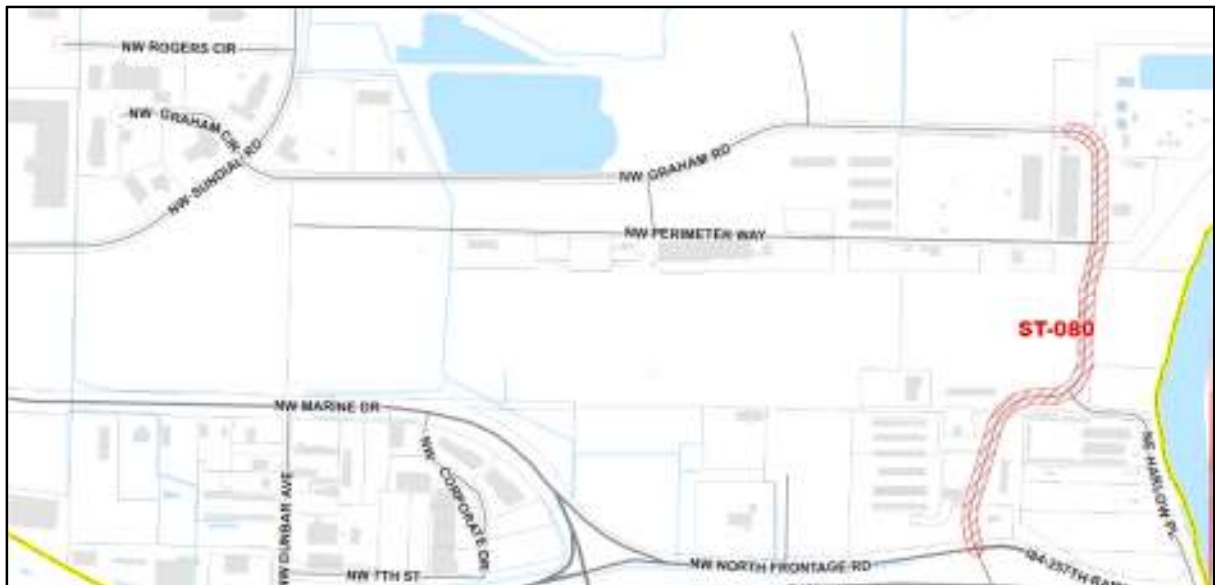 NW ROGERS CIR
NW GRAHAM CIR
NW SUNDIAL RD
NW GRAHAM RD
NW PERIMETER WAY
ST-080
NW MARINE DR
NW CORPORATE DR
NE HARLOW PL
NW DUNBAR AVE
NW 7TH ST
NW NORTH FRONTAGE RD